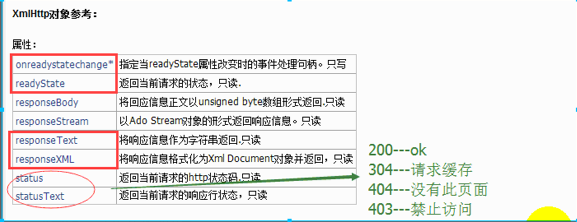 XmlHttp对象参考：
属性：
onreadystatechange* 指定当readyState属性改变时的事件处理句柄。只写
readyState 返回当前请求的状态，只读.
responseBody 将回应信息正文以unsigned byte数组形式返回.只读
responseStream 以Ado Stream对象的形式返回响应信息。只读
responseText 将响应信息作为字符串返回.只读
responseXML 将响应信息格式化为Xml Document对象并返回，只读
status 返回当前请求的http状态码.只读
statusText 返回当前请求的响应行状态，只读
200---ok
304---请求缓存
404---没有此页面
403---禁止访问